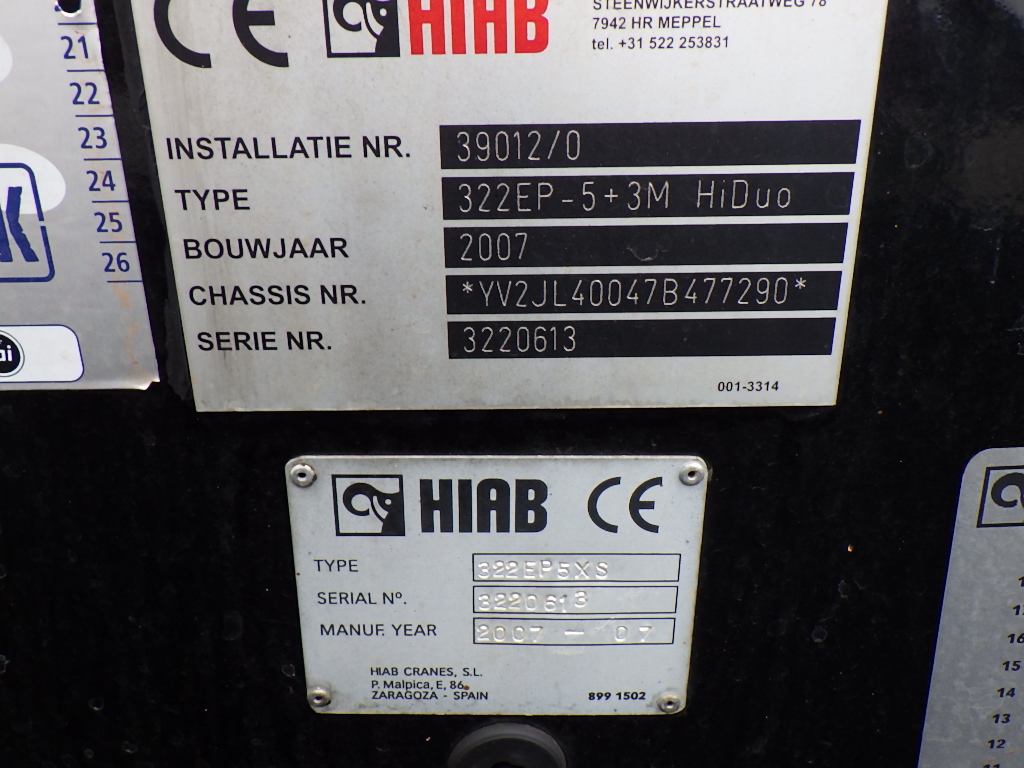 21
22
23
24
25
26
K
CE HIAB
STEENWIJKERSTRAATWEG 78
7942 HR MEPPEL
tel. +31 522 253831
INSTALLATIE NR. 39012/0
TYPE 322EP-5+3M HiDuo
BOUWJAAR 2007
CHASSIS NR. *YV2JL40047B477290*
SERIE NR. 3220613
001-3314
HIAB CE
TYPE 322EP5XS
SERIAL Nº. 3220613
MANUF. YEAR 2007 - 07
HIAB CRANES, S.L.
P. Malpica, E, 86
ZARAGOZA - SPAIN
899 1502
16
15
14
13
12